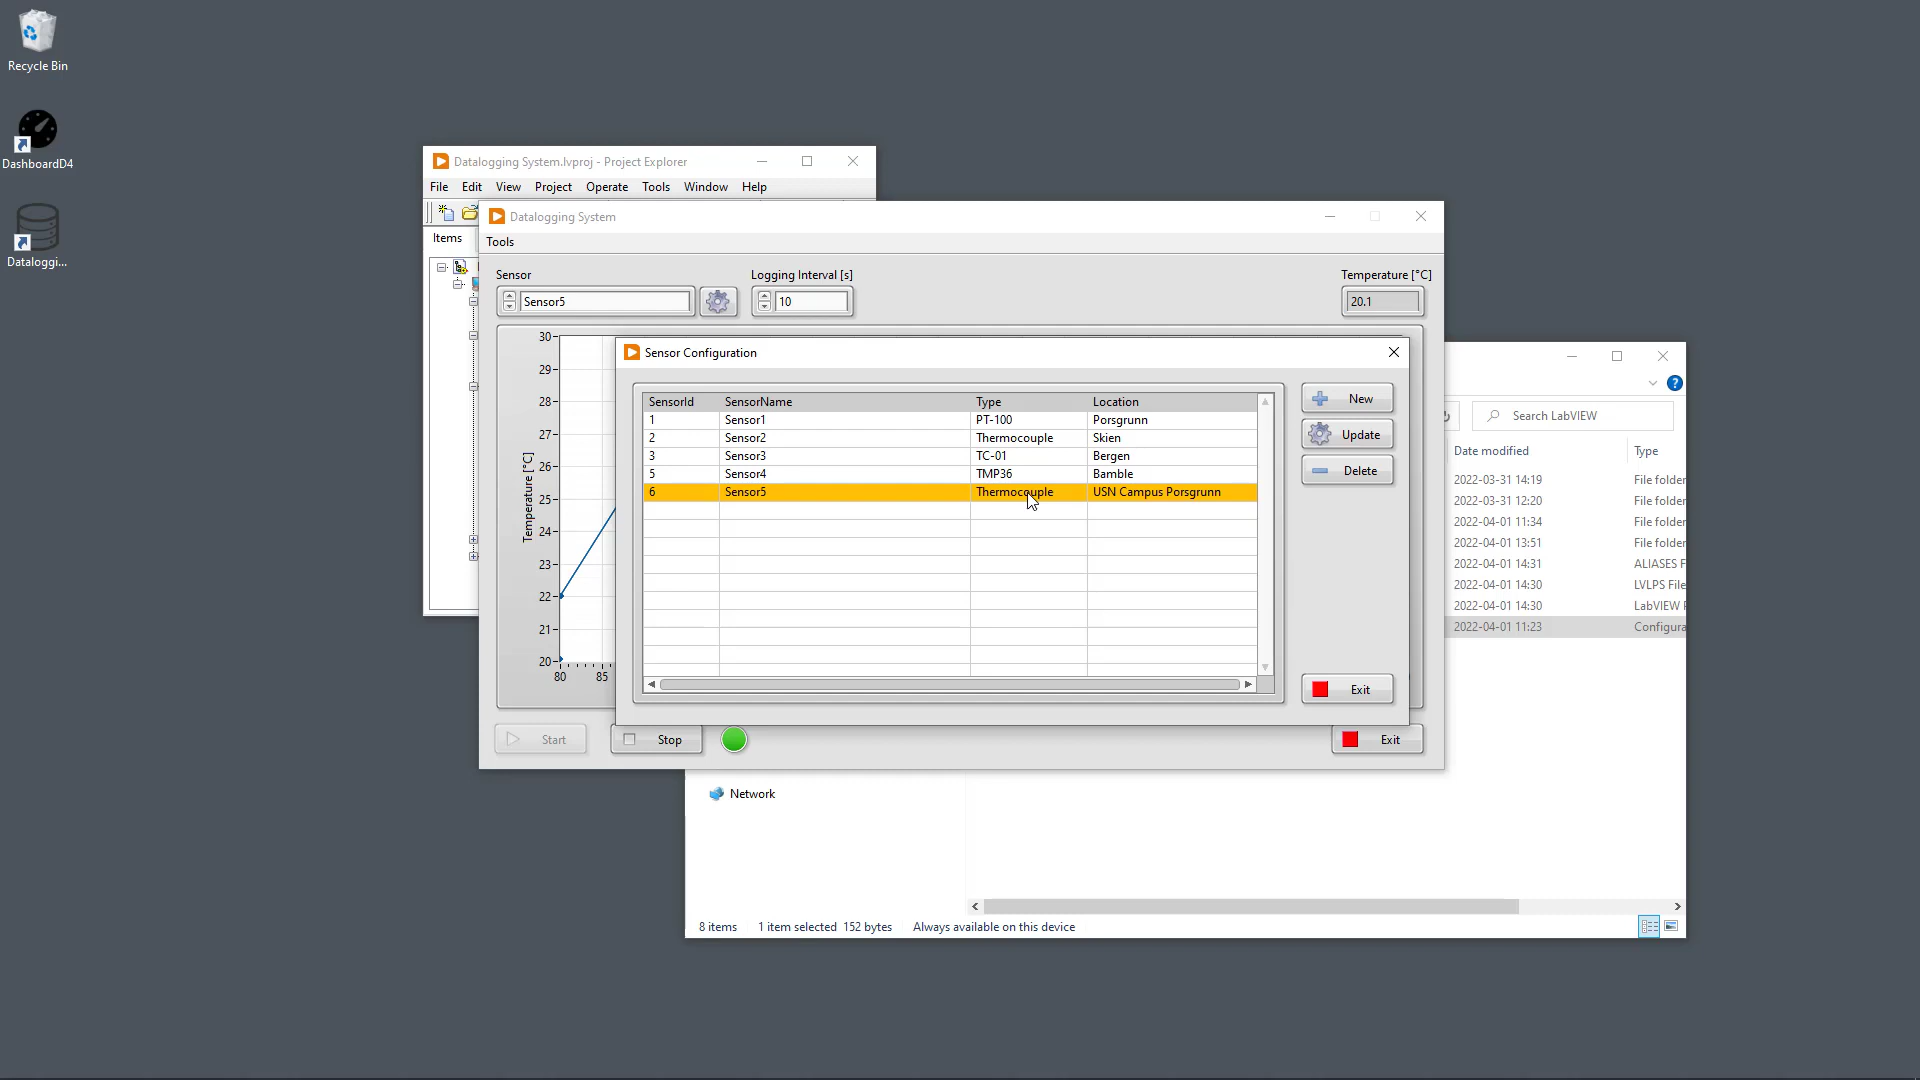 Recycle Bin
DashboardD4
Dataloggi...
Datalogging System.lvproj - Project Explorer
File Edit View Project Operate Tools Window Help
Items
Datalogging System
Tools
Sensor
Logging Interval [s]
Temperature [°C]
Sensor5
10
20.1
30
29
28
27
26
25
24
23
22
21
20
Temperature [°C]
80 85
Sensor Configuration
SensorId SensorName Type Location
1 Sensor1 PT-100 Porsgrunn
2 Sensor2 Thermocouple Skien
3 Sensor3 TC-01 Bergen
5 Sensor4 TMP36 Bamble
6 Sensor5 Thermocouple USN Campus Porsgrunn
New
Update
Delete
Exit
Start
Stop
Exit
?
Search LabVIEW
Date modified Type
2022-03-31 14:19 File folder
2022-03-31 12:20 File folder
2022-04-01 11:34 File folder
2022-04-01 13:51 File folder
2022-04-01 14:31 ALIASES F
2022-04-01 14:30 LVLPS File
2022-04-01 14:30 LabVIEW P
2022-04-01 11:23 Configura
Network
8 items 1 item selected 152 bytes Always available on this device